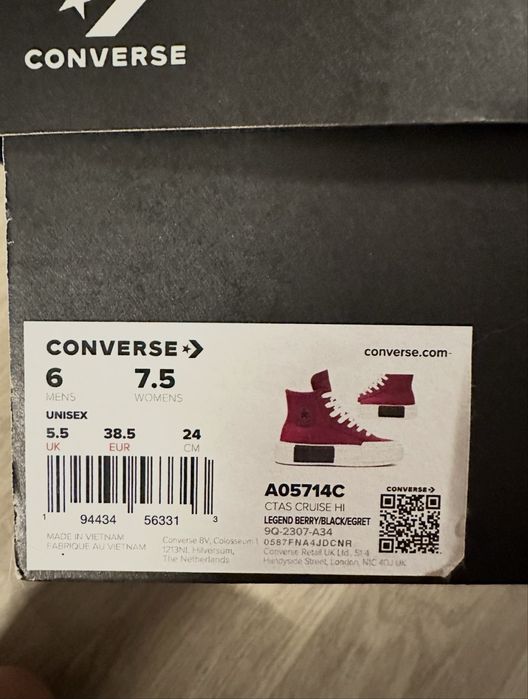 CONVERSE
CONVERSE
converse.com
6 7.5
MENS WOMENS
UNISEX
5.5 38.5 24
UK EUR CM
1 94434 56331 3
MADE IN VIETNAM
FABRIQUE AU VIETNAM
Converse BV, Colosseum 1
1213NL Hilversum,
The Netherlands
A05714C
CTAS CRUISE HI
LEGEND BERRY/BLACK/EGRET
9Q-2307-A34
0587FNA4JDCNR
Converse Retail UK Ltd, 51-4
Handyside Street, London, N1C 4DJ UK
CONVERSE